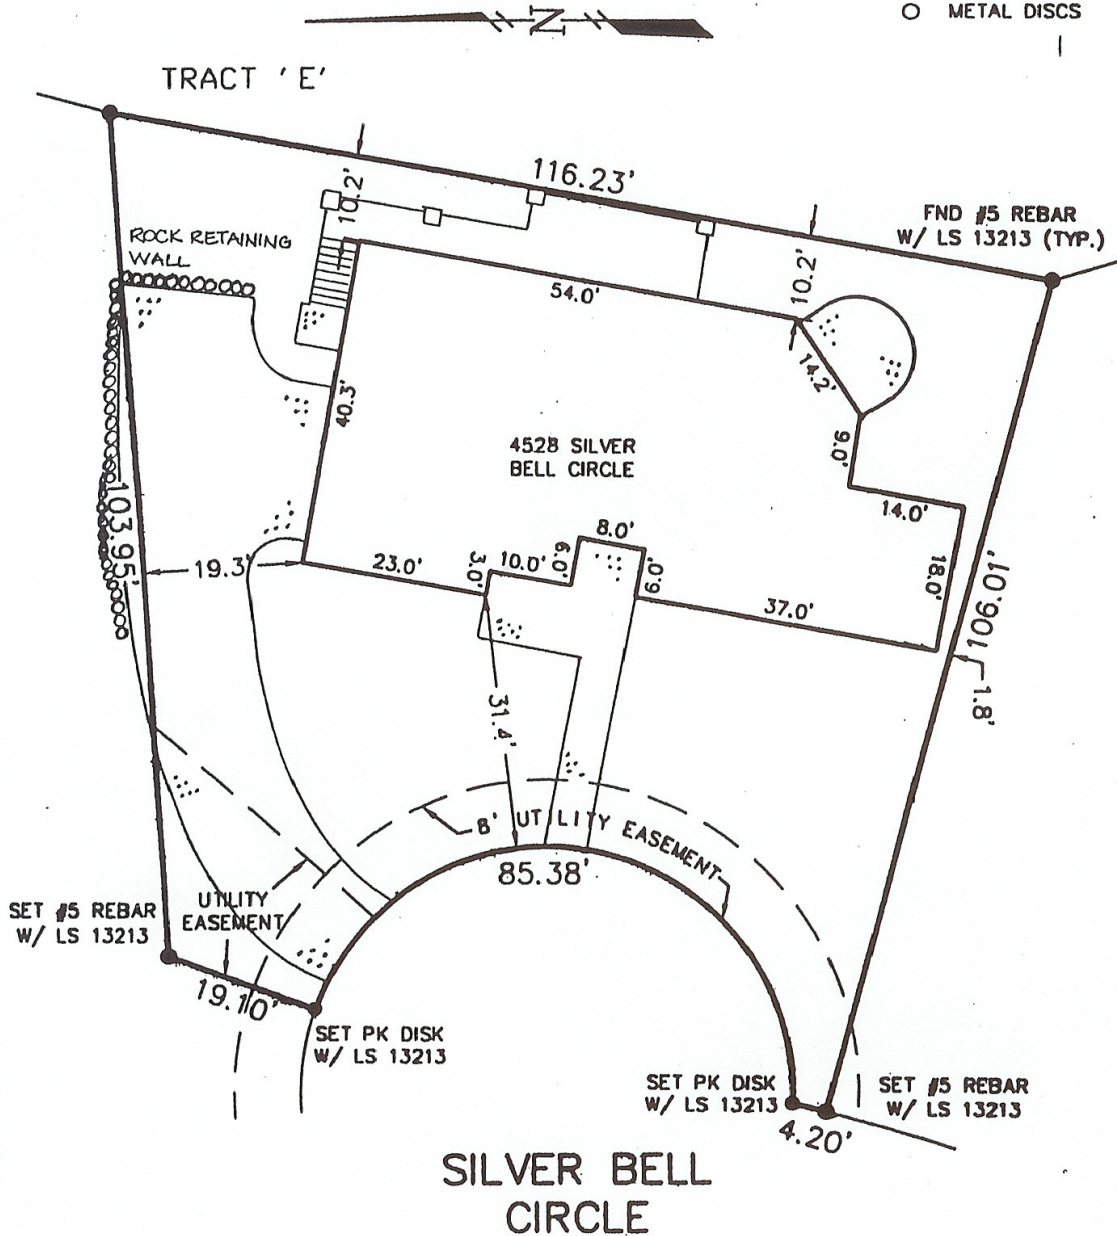 N
O METAL DISCS
TRACT 'E'
116.23'
10.2'
FND #5 REBAR
W/ LS 13213 (TYP.)
ROCK RETAINING
WALL
10.2'
54.0'
14.2'
40.3'
4528 SILVER
BELL CIRCLE
9.0'
14.0'
103.95'
8.0'
6.0'
10.0'
3.0'
23.0'
19.3'
6.0'
18.0'
37.0'
106.01'
1.8'
31.4'
8' UTILITY EASEMENT
85.38'
UTILITY
EASEMENT
SET #5 REBAR
W/ LS 13213
19.10'
SET PK DISK
W/ LS 13213
SET PK DISK
W/ LS 13213
SET #5 REBAR
W/ LS 13213
4.20'
SILVER BELL
CIRCLE